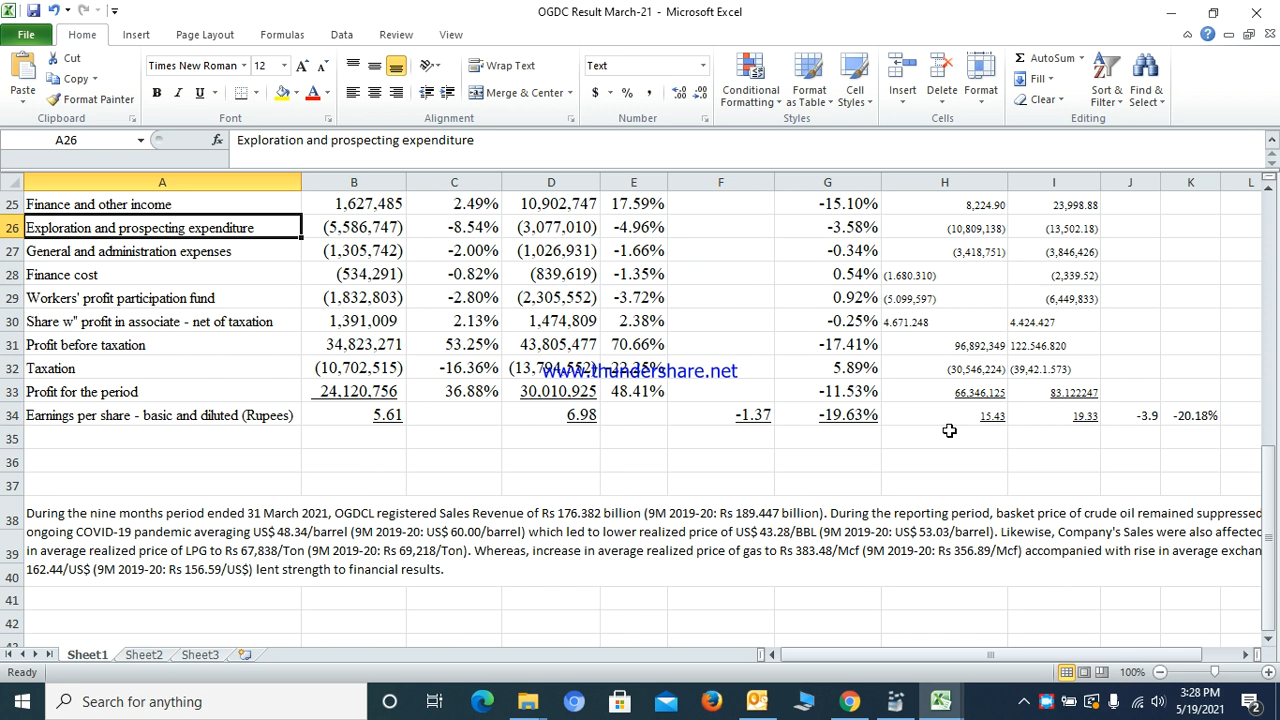 OGDC Result March-21 - Microsoft Excel
File Home Insert Page Layout Formulas Data Review View
Paste Cut Copy Format Painter Clipboard
Times New Roman 12 B I U A Font
Wrap Text Merge & Center Alignment
Text $ % , Number
Conditional Formatting Format as Table Cell Styles Styles
Insert Delete Format Cells
AutoSum Fill Clear Sort & Filter Find & Select Editing
A26 fx Exploration and prospecting expenditure
A B C D E F G H I J K L
25 Finance and other income 1,627,485 2.49% 10,902,747 17.59% -15.10% 8,224.90 23,998.88
26 Exploration and prospecting expenditure (5,586,747) -8.54% (3,077,010) -4.96% -3.58% (10,809,138) (13,502.18)
27 General and administration expenses (1,305,742) -2.00% (1,026,931) -1.66% -0.34% (3,418,751) (3,846,426)
28 Finance cost (534,291) -0.82% (839,619) -1.35% 0.54% (1.680.310) (2,339.52)
29 Workers' profit participation fund (1,832,803) -2.80% (2,305,552) -3.72% 0.92% (5.099,597) (6,449,833)
30 Share w" profit in associate - net of taxation 1,391,009 2.13% 1,474,809 2.38% -0.25% 4.671.248 4.424.427
31 Profit before taxation 34,823,271 53.25% 43,805,477 70.66% -17.41% 96,892,349 122.546.820
32 Taxation (10,702,515) -16.36% (13,794,552) -22.25% 5.89% (30,546,224) (39,42.1.573)
www.thundershare.net
33 Profit for the period 24,120,756 36.88% 30,010,925 48.41% -11.53% 66,346,125 83.122247
34 Earnings per share - basic and diluted (Rupees) 5.61 6.98 -1.37 -19.63% 15.43 19.33 -3.9 -20.18%
35
36
37
38 During the nine months period ended 31 March 2021, OGDCL registered Sales Revenue of Rs 176.382 billion (9M 2019-20: Rs 189.447 billion). During the reporting period, basket price of crude oil remained suppressed
39 ongoing COVID-19 pandemic averaging US$ 48.34/barrel (9M 2019-20: US$ 60.00/barrel) which led to lower realized price of US$ 43.28/BBL (9M 2019-20: US$ 53.03/barrel). Likewise, Company's Sales were also affected
in average realized price of LPG to Rs 67,838/Ton (9M 2019-20: Rs 69,218/Ton). Whereas, increase in average realized price of gas to Rs 383.48/Mcf (9M 2019-20: Rs 356.89/Mcf) accompanied with rise in average exchan
40 162.44/US$ (9M 2019-20: Rs 156.59/US$) lent strength to financial results.
41
42
Sheet1 Sheet2 Sheet3
Ready 100%
Search for anything
3:28 PM
5/19/2021
2